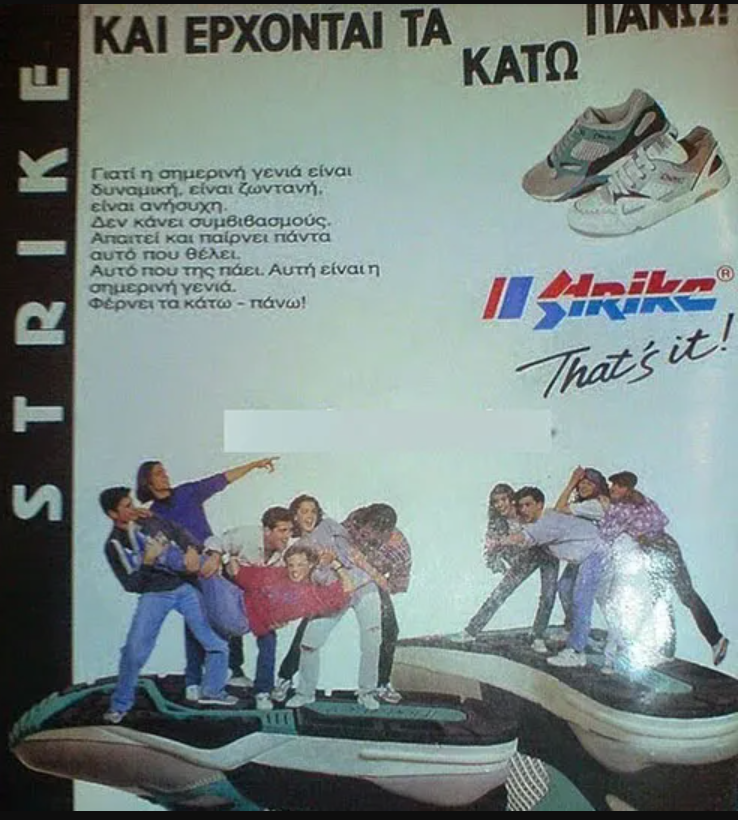 ΚΑΙ ΕΡΧΟΝΤΑΙ ΤΑ ΚΑΤΩ ΠΑΝΩ!
STRIKE
Γιατί η σημερινή γενιά είναι
δυναμική, είναι ζωντανή,
είναι ανήσυχη.
Δεν κάνει συμβιβασμούς.
Απαιτεί και παίρνει πάντα
αυτό που θέλει.
Αυτό που της πάει. Αυτή είναι η
σημερινή γενιά.
Φέρνει τα κάτω - πάνω!
Strike®
That's it!